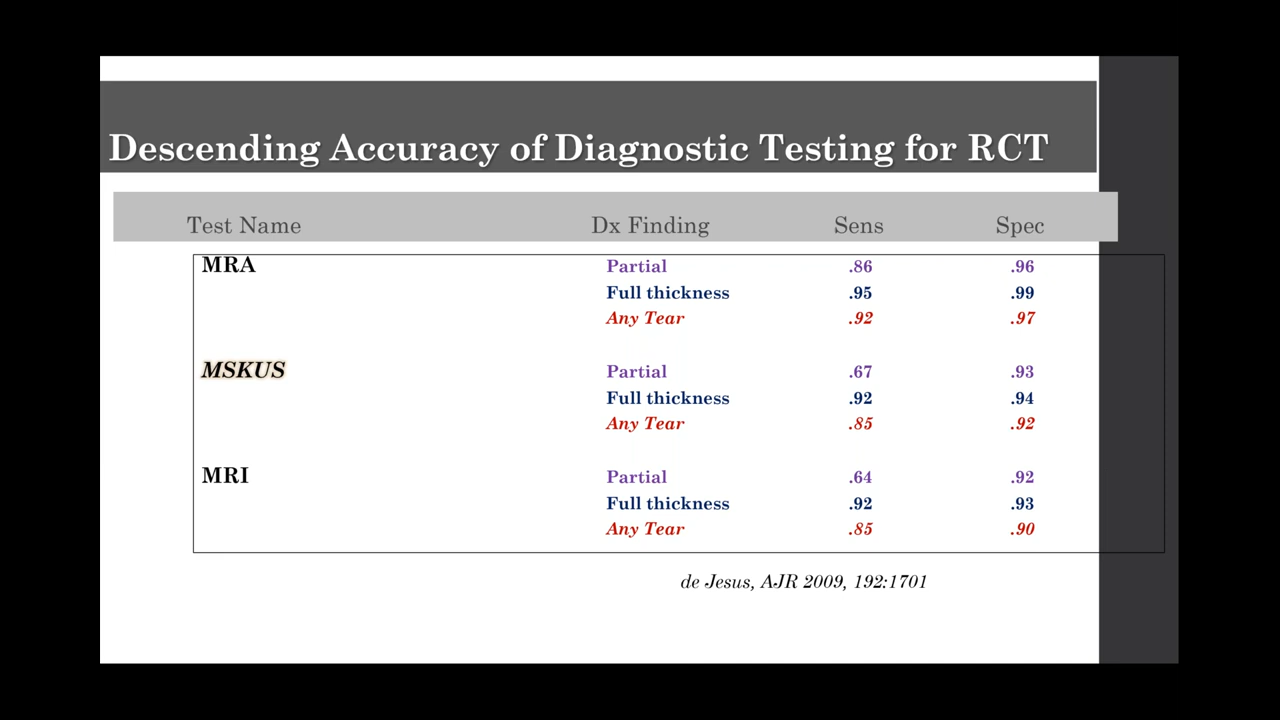 Descending Accuracy of Diagnostic Testing for RCT
Test Name Dx Finding Sens Spec
MRA Partial .86 .96
Full thickness .95 .99
Any Tear .92 .97
MSKUS Partial .67 .93
Full thickness .92 .94
Any Tear .85 .92
MRI Partial .64 .92
Full thickness .92 .93
Any Tear .85 .90
de Jesus, AJR 2009, 192:1701